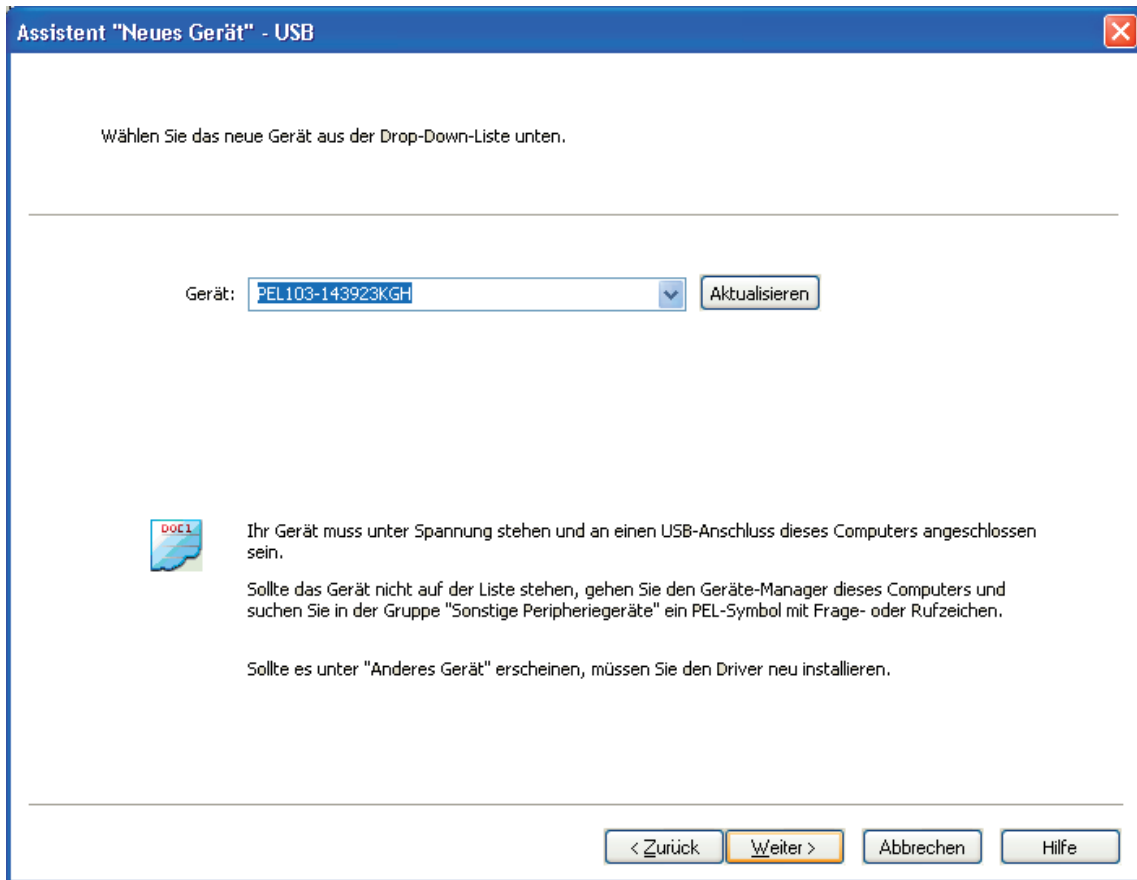 Assistent "Neues Gerät" - USB
Wählen Sie das neue Gerät aus der Drop-Down-Liste unten.
Gerät: PEL103-143923KGH Aktualisieren
DOE1
Ihr Gerät muss unter Spannung stehen und an einen USB-Anschluss dieses Computers angeschlossen
sein.
Sollte das Gerät nicht auf der Liste stehen, gehen Sie den Geräte-Manager dieses Computers und
suchen Sie in der Gruppe "Sonstige Peripheriegeräte" ein PEL-Symbol mit Frage- oder Rufzeichen.
Sollte es unter "Anderes Gerät" erscheinen, müssen Sie den Driver neu installieren.
< Zurück Weiter > Abbrechen Hilfe